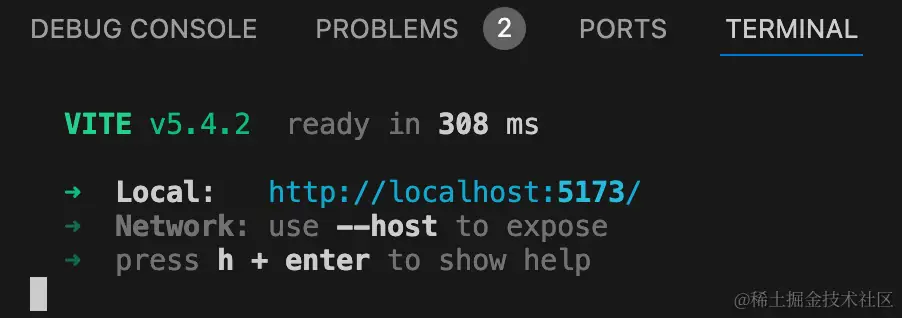 DEBUG CONSOLE PROBLEMS 2 PORTS TERMINAL
VITE v5.4.2 ready in 308 ms
➜ Local: http://localhost:5173/
➜ Network: use --host to expose
➜ press h + enter to show help
@稀土掘金技术社区